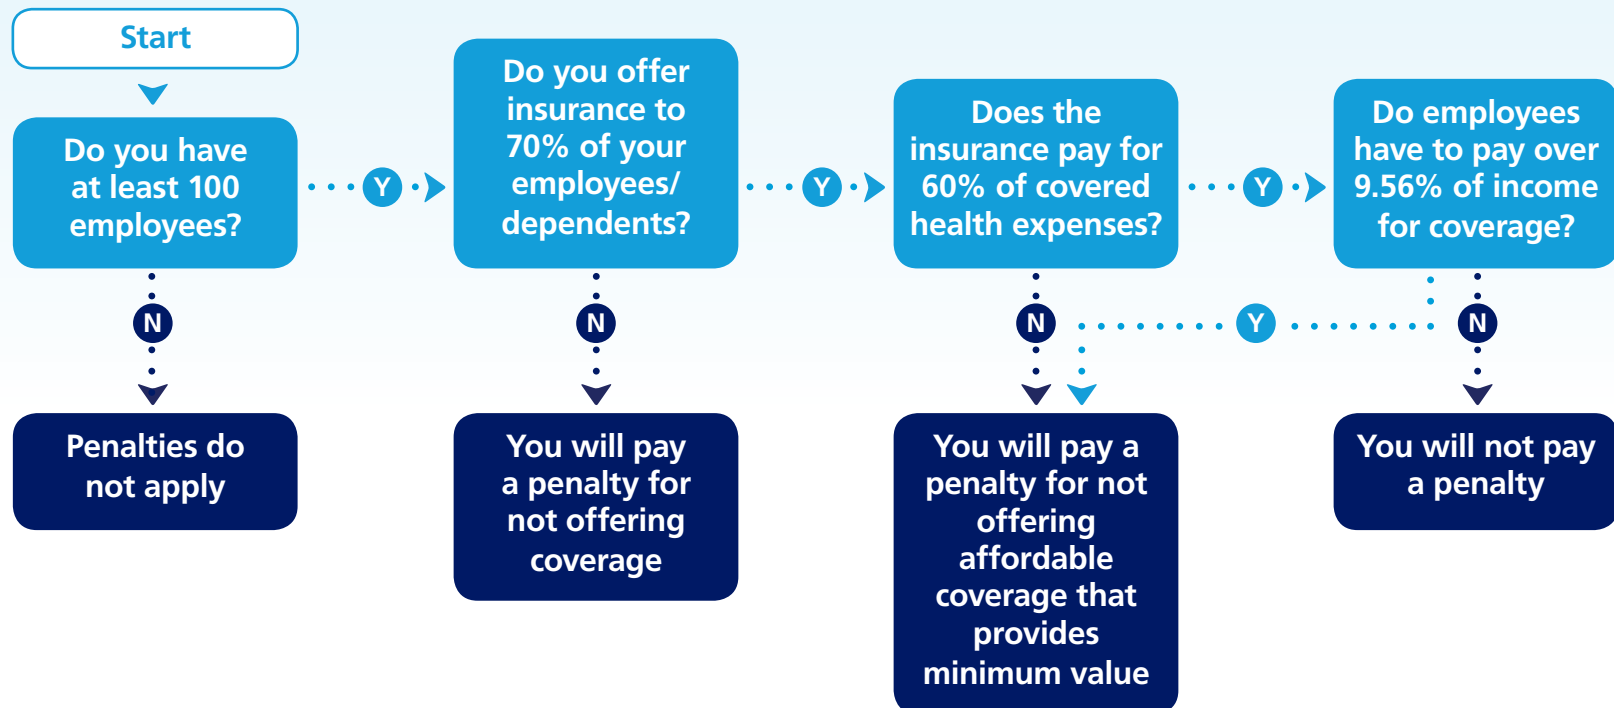 Start
Do you have
at least 100
employees?
Y
Do you offer
insurance to
70% of your
employees/
dependents?
Y
Does the
insurance pay for
60% of covered
health expenses?
Y
Do employees
have to pay over
9.56% of income
for coverage?
N
N
N
Y
N
Penalties do
not apply
You will pay
a penalty for
not offering
coverage
You will pay a
penalty for not
offering
affordable
coverage that
provides
minimum value
You will not pay
a penalty